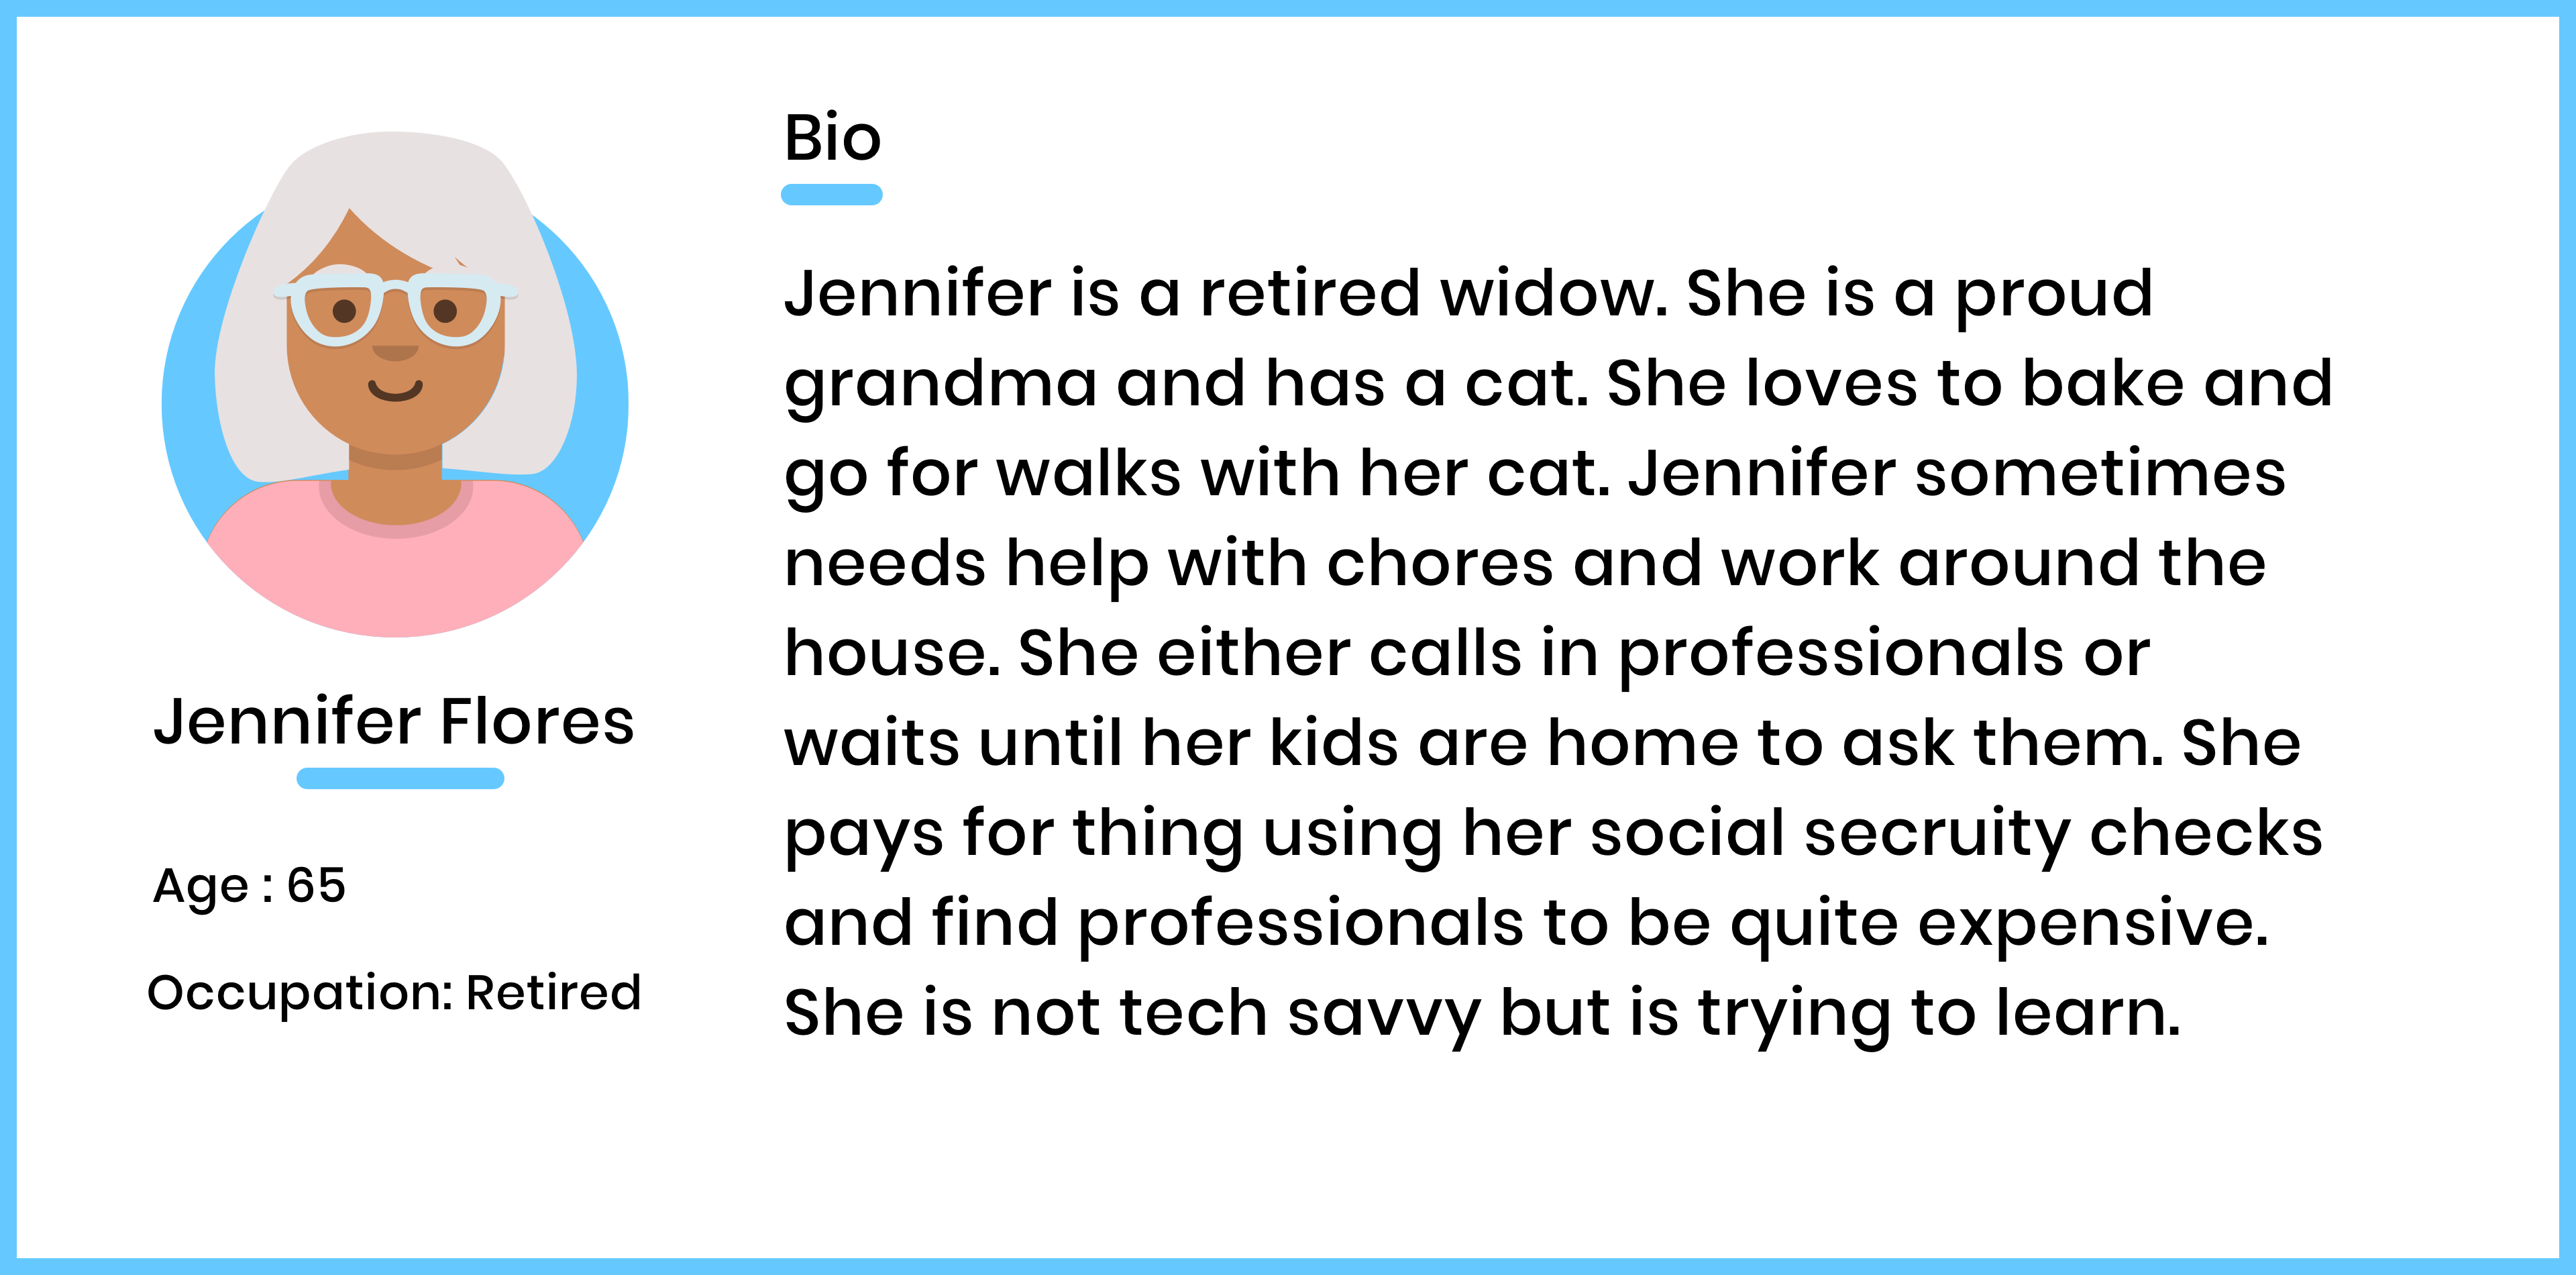 Bio
Jennifer is a retired widow. She is a proud
grandma and has a cat. She loves to bake and
go for walks with her cat. Jennifer sometimes
needs help with chores and work around the
house. She either calls in professionals or
waits until her kids are home to ask them. She
pays for thing using her social secruity checks
and find professionals to be quite expensive.
She is not tech savvy but is trying to learn.
Jennifer Flores
Age : 65
Occupation: Retired